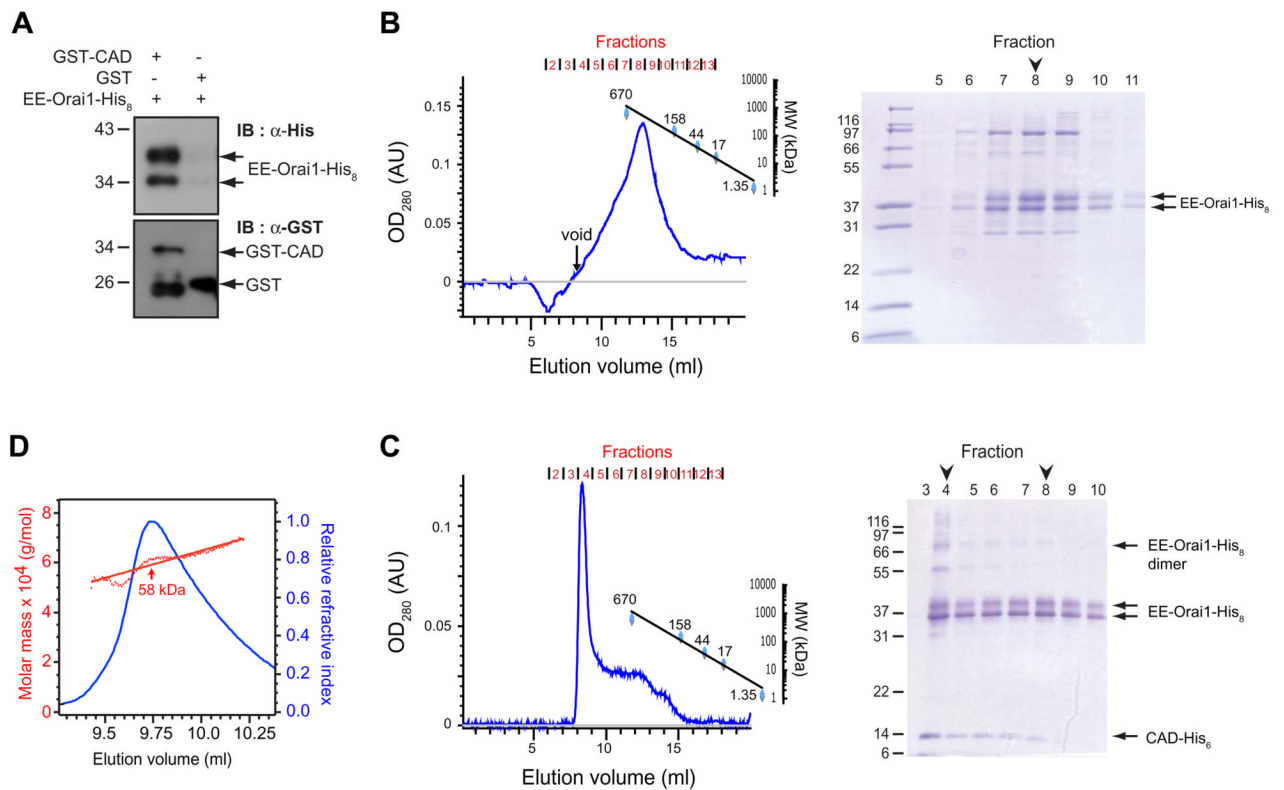 A
GST-CAD + -
GST - +
EE-Orai1-His8 + +
43
34
IB : α-His
EE-Orai1-His8
IB : α-GST
34
GST-CAD
26
GST
B
Fractions
2 3 4 5 6 7 8 9 10 11 12 13
OD280 (AU)
0.15
0.1
0.05
0
void
670
158
44
17
1.35
10000
1000
100
10
1
MW (kDa)
5 10 15
Elution volume (ml)
Fraction
5 6 7 8 9 10 11
116
97
66
55
37
31
22
14
6
EE-Orai1-His8
D
Molar mass x 10^4 (g/mol)
8
6
4
2
0
58 kDa
1.0
0.8
0.6
0.4
0.2
0.0
Relative refractive index
9.5 9.75 10.0 10.25
Elution volume (ml)
C
Fractions
2 3 4 5 6 7 8 9 10 11 12 13
OD280 (AU)
0.1
0.05
0
670
158
44
17
1.35
10000
1000
100
10
1
MW (kDa)
5 10 15
Elution volume (ml)
Fraction
3 4 5 6 7 8 9 10
116
97
66
55
37
31
22
14
6
EE-Orai1-His8
dimer
EE-Orai1-His8
CAD-His6